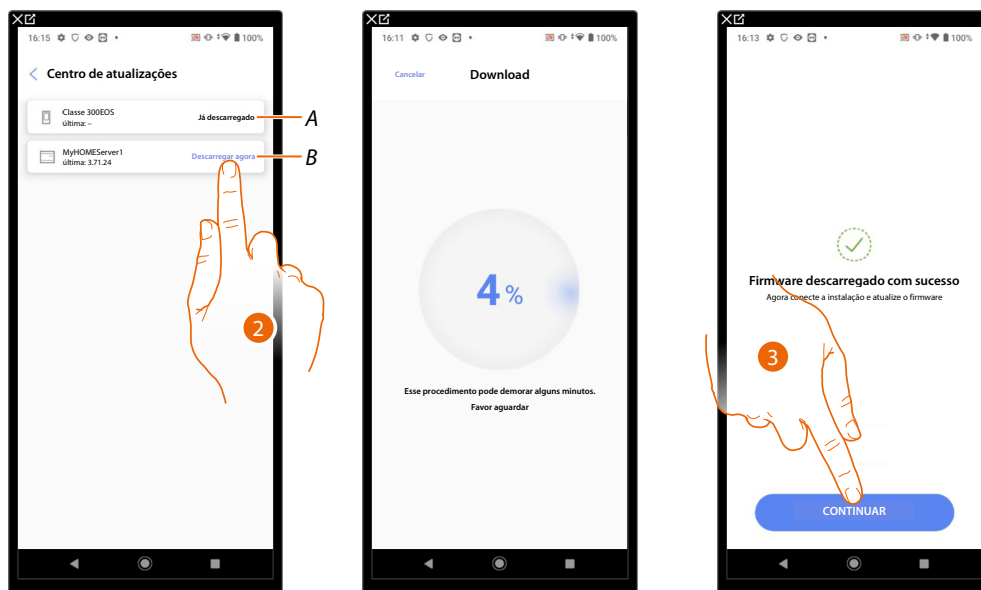 16:15
100%
Centro de atualizações
Classe 300EOS
última: –
Já descarregado
A
MyHOMEServer1
última: 3.71.24
Descarregar agora
B
2
16:11
100%
Cancelar
Download
4 %
Esse procedimento pode demorar alguns minutos.
Favor aguardar
16:13
100%
Firmware descarregado com sucesso
Agora conecte a instalação e atualize o firmware
3
CONTINUAR